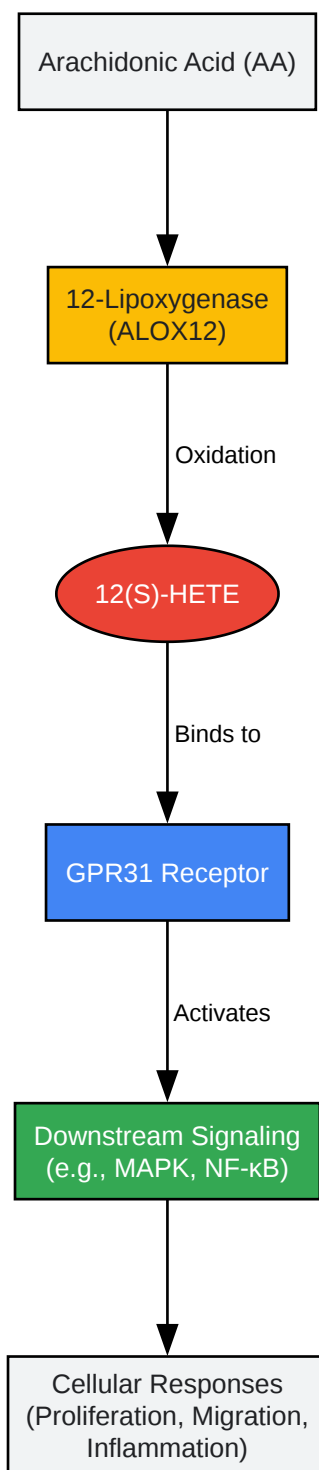 Arachidonic Acid (AA)
12-Lipoxygenase
(ALOX12)
Oxidation
12(S)-HETE
Binds to
GPR31 Receptor
Activates
Downstream Signaling
(e.g., MAPK, NF-κB)
Cellular Responses
(Proliferation, Migration,
Inflammation)